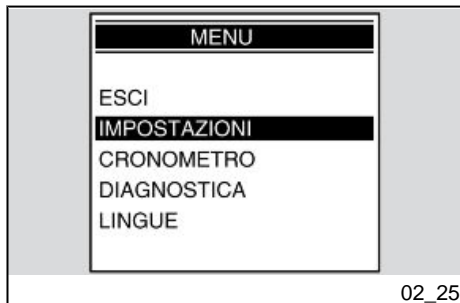 MENU
ESCI
IMPOSTAZIONI
CRONOMETRO
DIAGNOSTICA
LINGUE
02_25